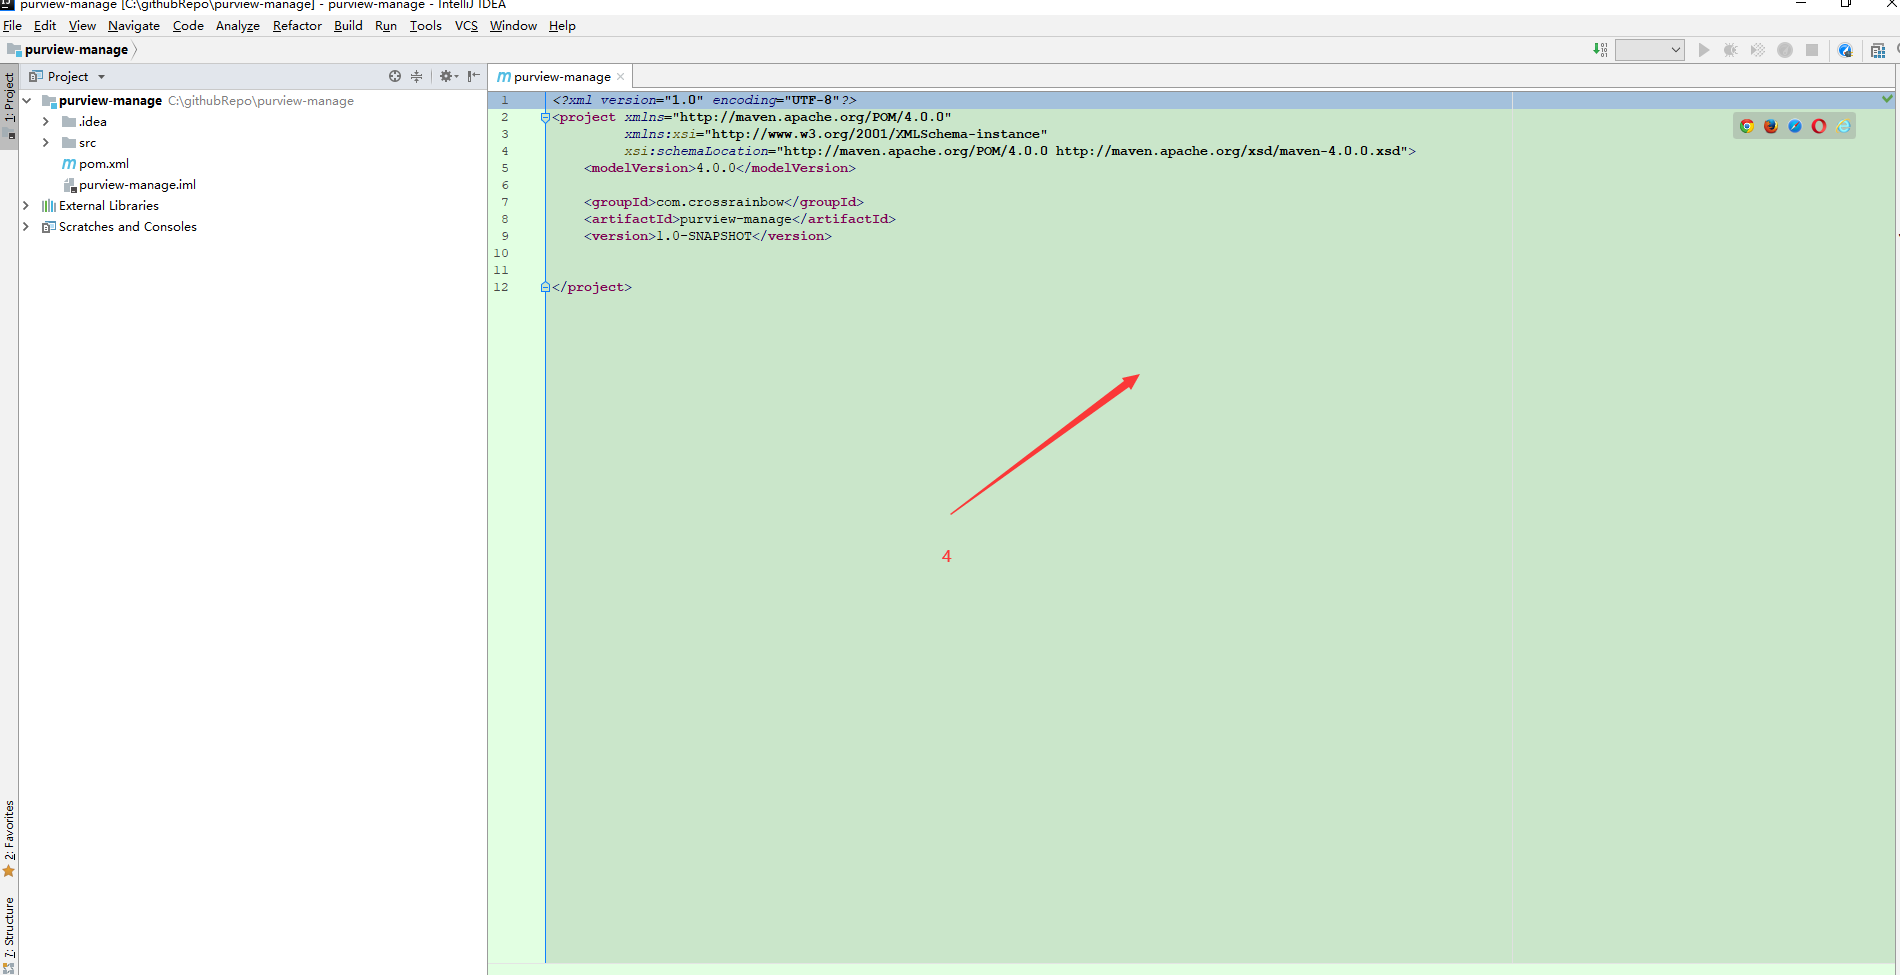 purview-manage [C:\githubRepo\purview-manage] - purview-manage - IntelliJ IDEA
File Edit View Navigate Code Analyze Refactor Build Run Tools VCS Window Help
purview-manage
1: Project
Project
purview-manage C:\githubRepo\purview-manage
.idea
src
pom.xml
purview-manage.iml
External Libraries
Scratches and Consoles
2: Favorites
7: Structure
purview-manage
1 <?xml version="1.0" encoding="UTF-8"?>
2 <project xmlns="http://maven.apache.org/POM/4.0.0"
3 xmlns:xsi="http://www.w3.org/2001/XMLSchema-instance"
4 xsi:schemaLocation="http://maven.apache.org/POM/4.0.0 http://maven.apache.org/xsd/maven-4.0.0.xsd">
5 <modelVersion>4.0.0</modelVersion>
6
7 <groupId>com.crossrainbow</groupId>
8 <artifactId>purview-manage</artifactId>
9 <version>1.0-SNAPSHOT</version>
10
11
12 </project>
4